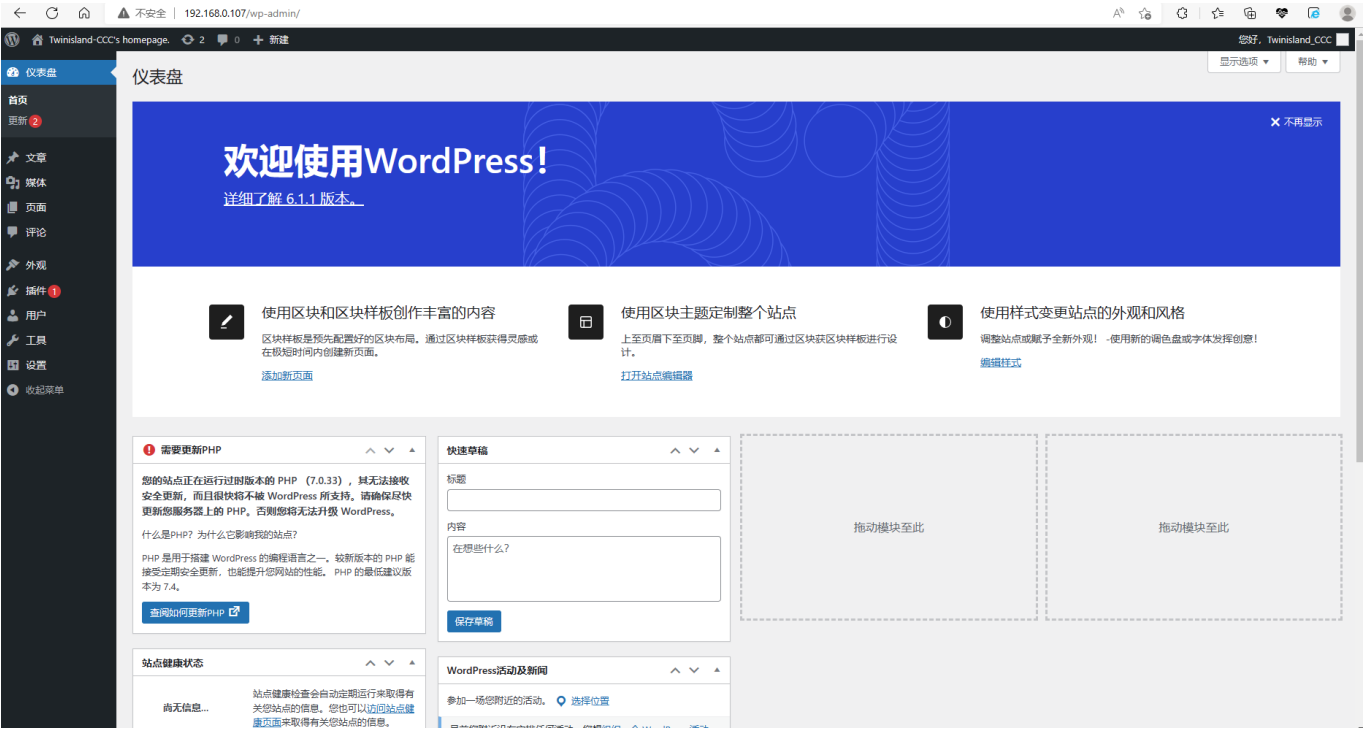 不安全 192.168.0.107/wp-admin/
Twinisland-CCC's homepage. 2 0 新建 您好，Twinisland_CCC
显示选项 帮助
仪表盘
首页
更新 2
文章
媒体
页面
评论
外观
插件 1
用户
工具
设置
收起菜单
仪表盘
不再显示
欢迎使用WordPress！
详细了解 6.1.1 版本。
使用区块和区块样板创作丰富的内容
区块样板是预先配置好的区块布局。通过区块样板获得灵感或
在极短时间内创建新页面。
添加新页面
使用区块主题定制整个站点
上至页眉下至页脚，整个站点都可通过区块获区块样板进行设
计。
打开站点编辑器
使用样式变更站点的外观和风格
调整站点或赋予全新外观！ -使用新的调色盘或字体发挥创意！
编辑样式
需要更新PHP
您的站点正在运行过时版本的 PHP （7.0.33），其无法接收
安全更新，而且很快将不被 WordPress 所支持。请确保尽快
更新您服务器上的 PHP。否则您将无法升级 WordPress。
什么是PHP？为什么它影响我的站点？
PHP 是用于搭建 WordPress 的编程语言之一。较新版本的 PHP 能
接受定期安全更新，也能提升您网站的性能。 PHP 的最低建议版
本为 7.4。
查阅如何更新PHP
站点健康状态
尚无信息...
站点健康检查会自动定期运行来取得有
关您站点的信息。您也可以访问站点健
康页面来取得有关您站点的信息。
快速草稿
标题
内容
在想些什么？
保存草稿
WordPress活动及新闻
参加一场您附近的活动。 选择位置
拖动模块至此
拖动模块至此